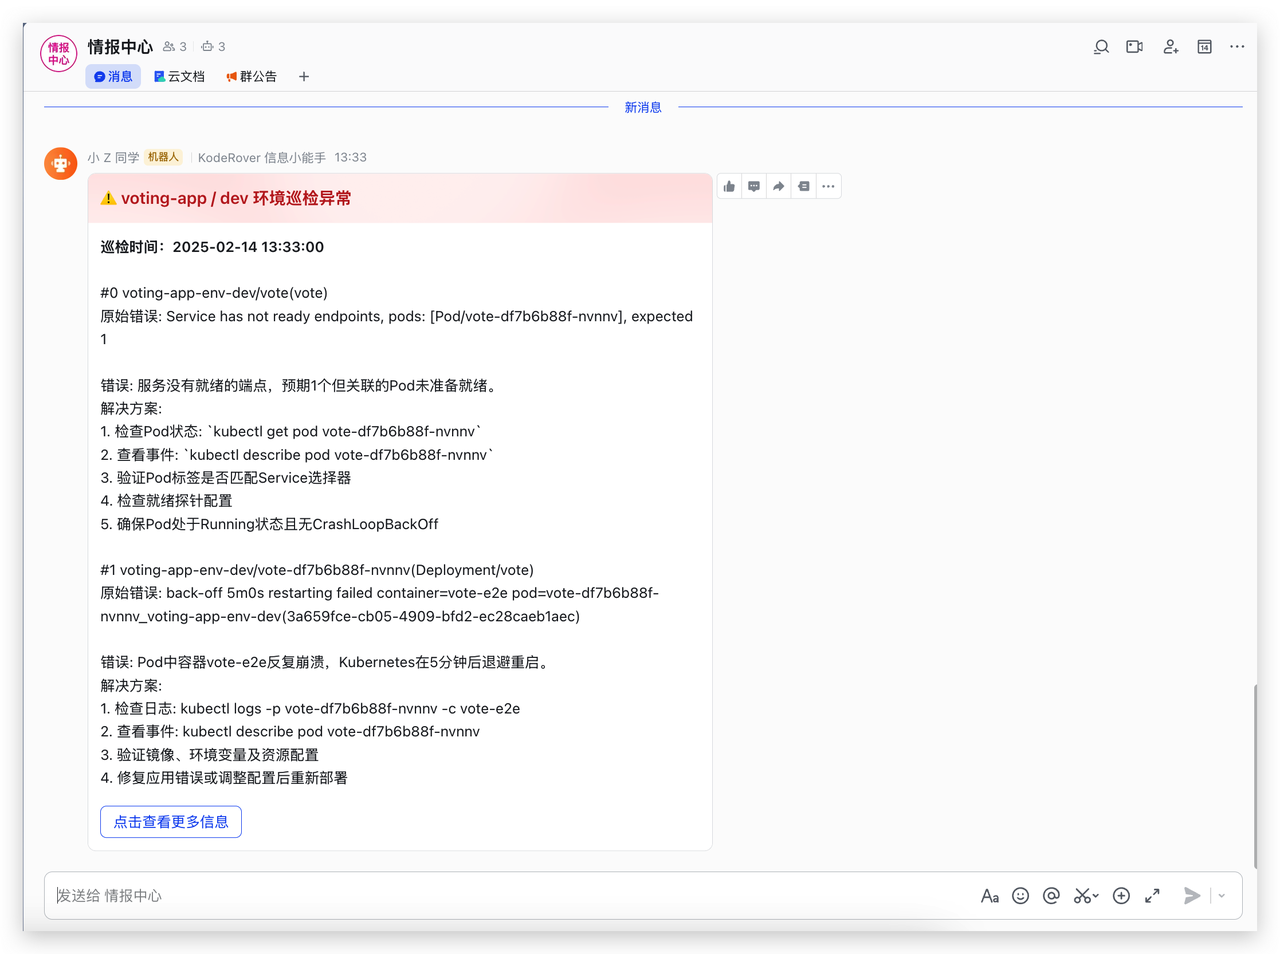 情报
中心
情报中心 3 3
消息 云文档 群公告
14
新消息
小 Z 同学 机器人 KodeRover 信息小能手 13:33
voting-app / dev 环境巡检异常
巡检时间：2025-02-14 13:33:00
#0 voting-app-env-dev/vote(vote)
原始错误: Service has not ready endpoints, pods: [Pod/vote-df7b6b88f-nvnnv], expected
1
错误: 服务没有就绪的端点，预期1个但关联的Pod未准备就绪。
解决方案:
1. 检查Pod状态: `kubectl get pod vote-df7b6b88f-nvnnv`
2. 查看事件: `kubectl describe pod vote-df7b6b88f-nvnnv`
3. 验证Pod标签是否匹配Service选择器
4. 检查就绪探针配置
5. 确保Pod处于Running状态且无CrashLoopBackOff
#1 voting-app-env-dev/vote-df7b6b88f-nvnnv(Deployment/vote)
原始错误: back-off 5m0s restarting failed container=vote-e2e pod=vote-df7b6b88f-
nvnnv_voting-app-env-dev(3a659fce-cb05-4909-bfd2-ec28caeb1aec)
错误: Pod中容器vote-e2e反复崩溃，Kubernetes在5分钟后退避重启。
解决方案:
1. 检查日志: kubectl logs -p vote-df7b6b88f-nvnnv -c vote-e2e
2. 查看事件: kubectl describe pod vote-df7b6b88f-nvnnv
3. 验证镜像、环境变量及资源配置
4. 修复应用错误或调整配置后重新部署
点击查看更多信息
发送给 情报中心
Aa